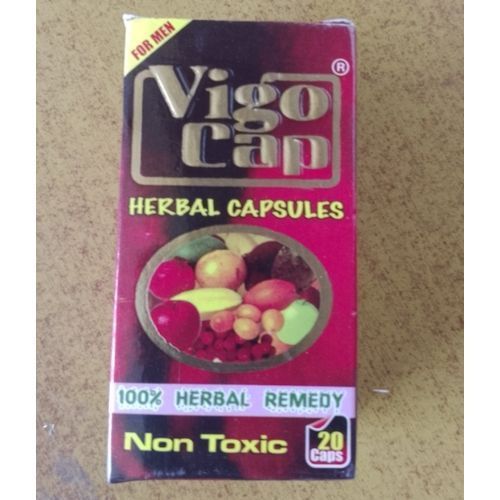 FOR MEN
Vigo
Cap ®
HERBAL CAPSULES
100% HERBAL REMEDY
Non Toxic
20
Caps